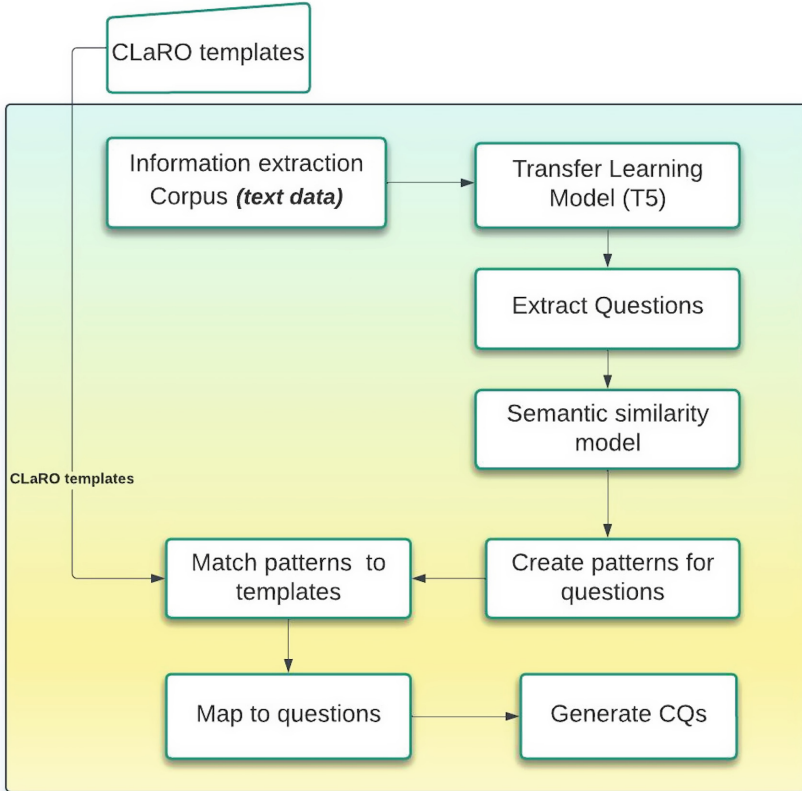 CLaRO templates
Information extraction
Corpus (text data)
Transfer Learning
Model (T5)
Extract Questions
Semantic similarity
model
CLaRO templates
Match patterns to
templates
Create patterns for
questions
Map to questions
Generate CQs